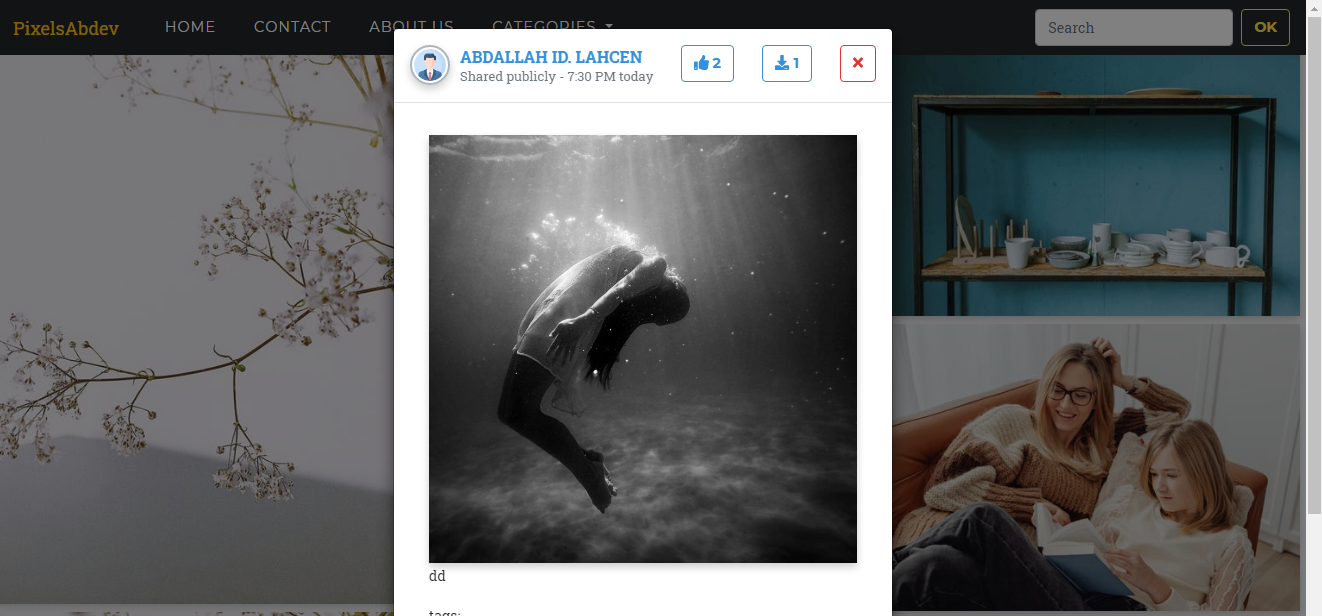 PixelsAbdev
HOME
CONTACT
ABOUT US
CATEGORIES
Search
OK
ABDALLAH ID. LAHCEN
Shared publicly - 7:30 PM today
2
1
dd
tags: